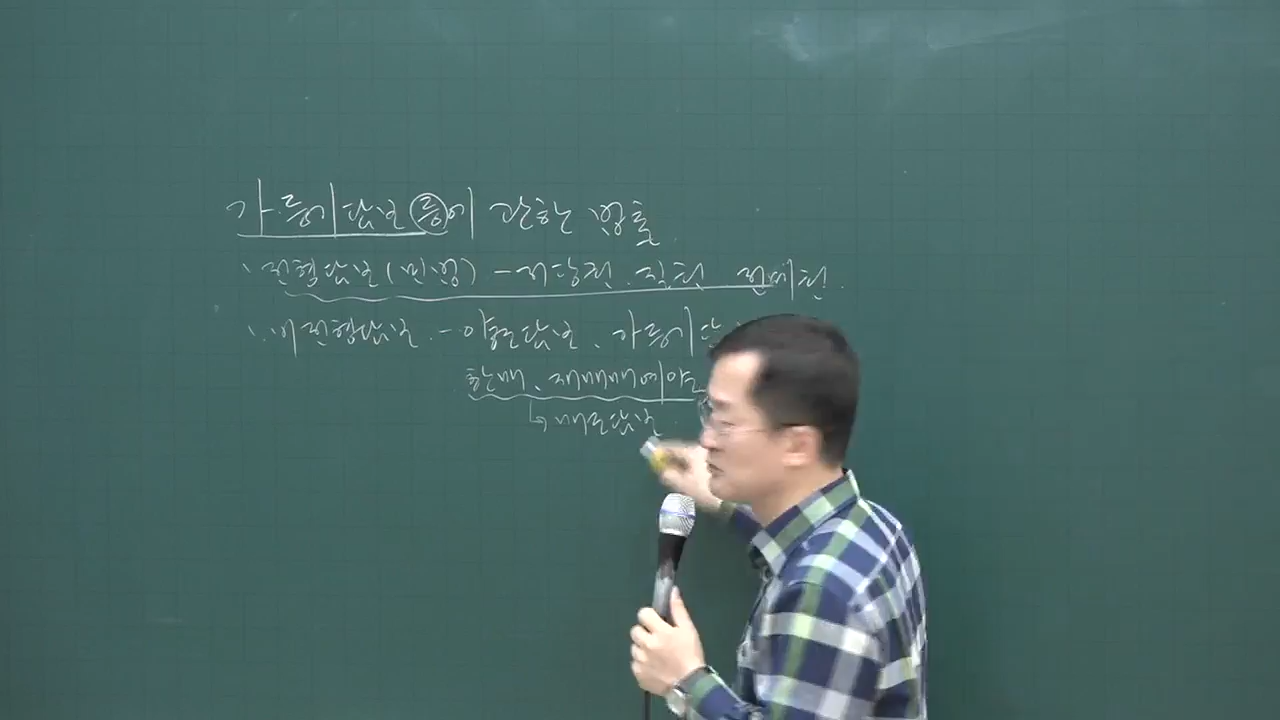 가등기담보 등에 관한 법률
· 전형담보(민법) - 저당권. 질권. 전세권.
· 비전형담보. - 양도담보, 가등기담
환매, 재매매예약
↳ 매도담보